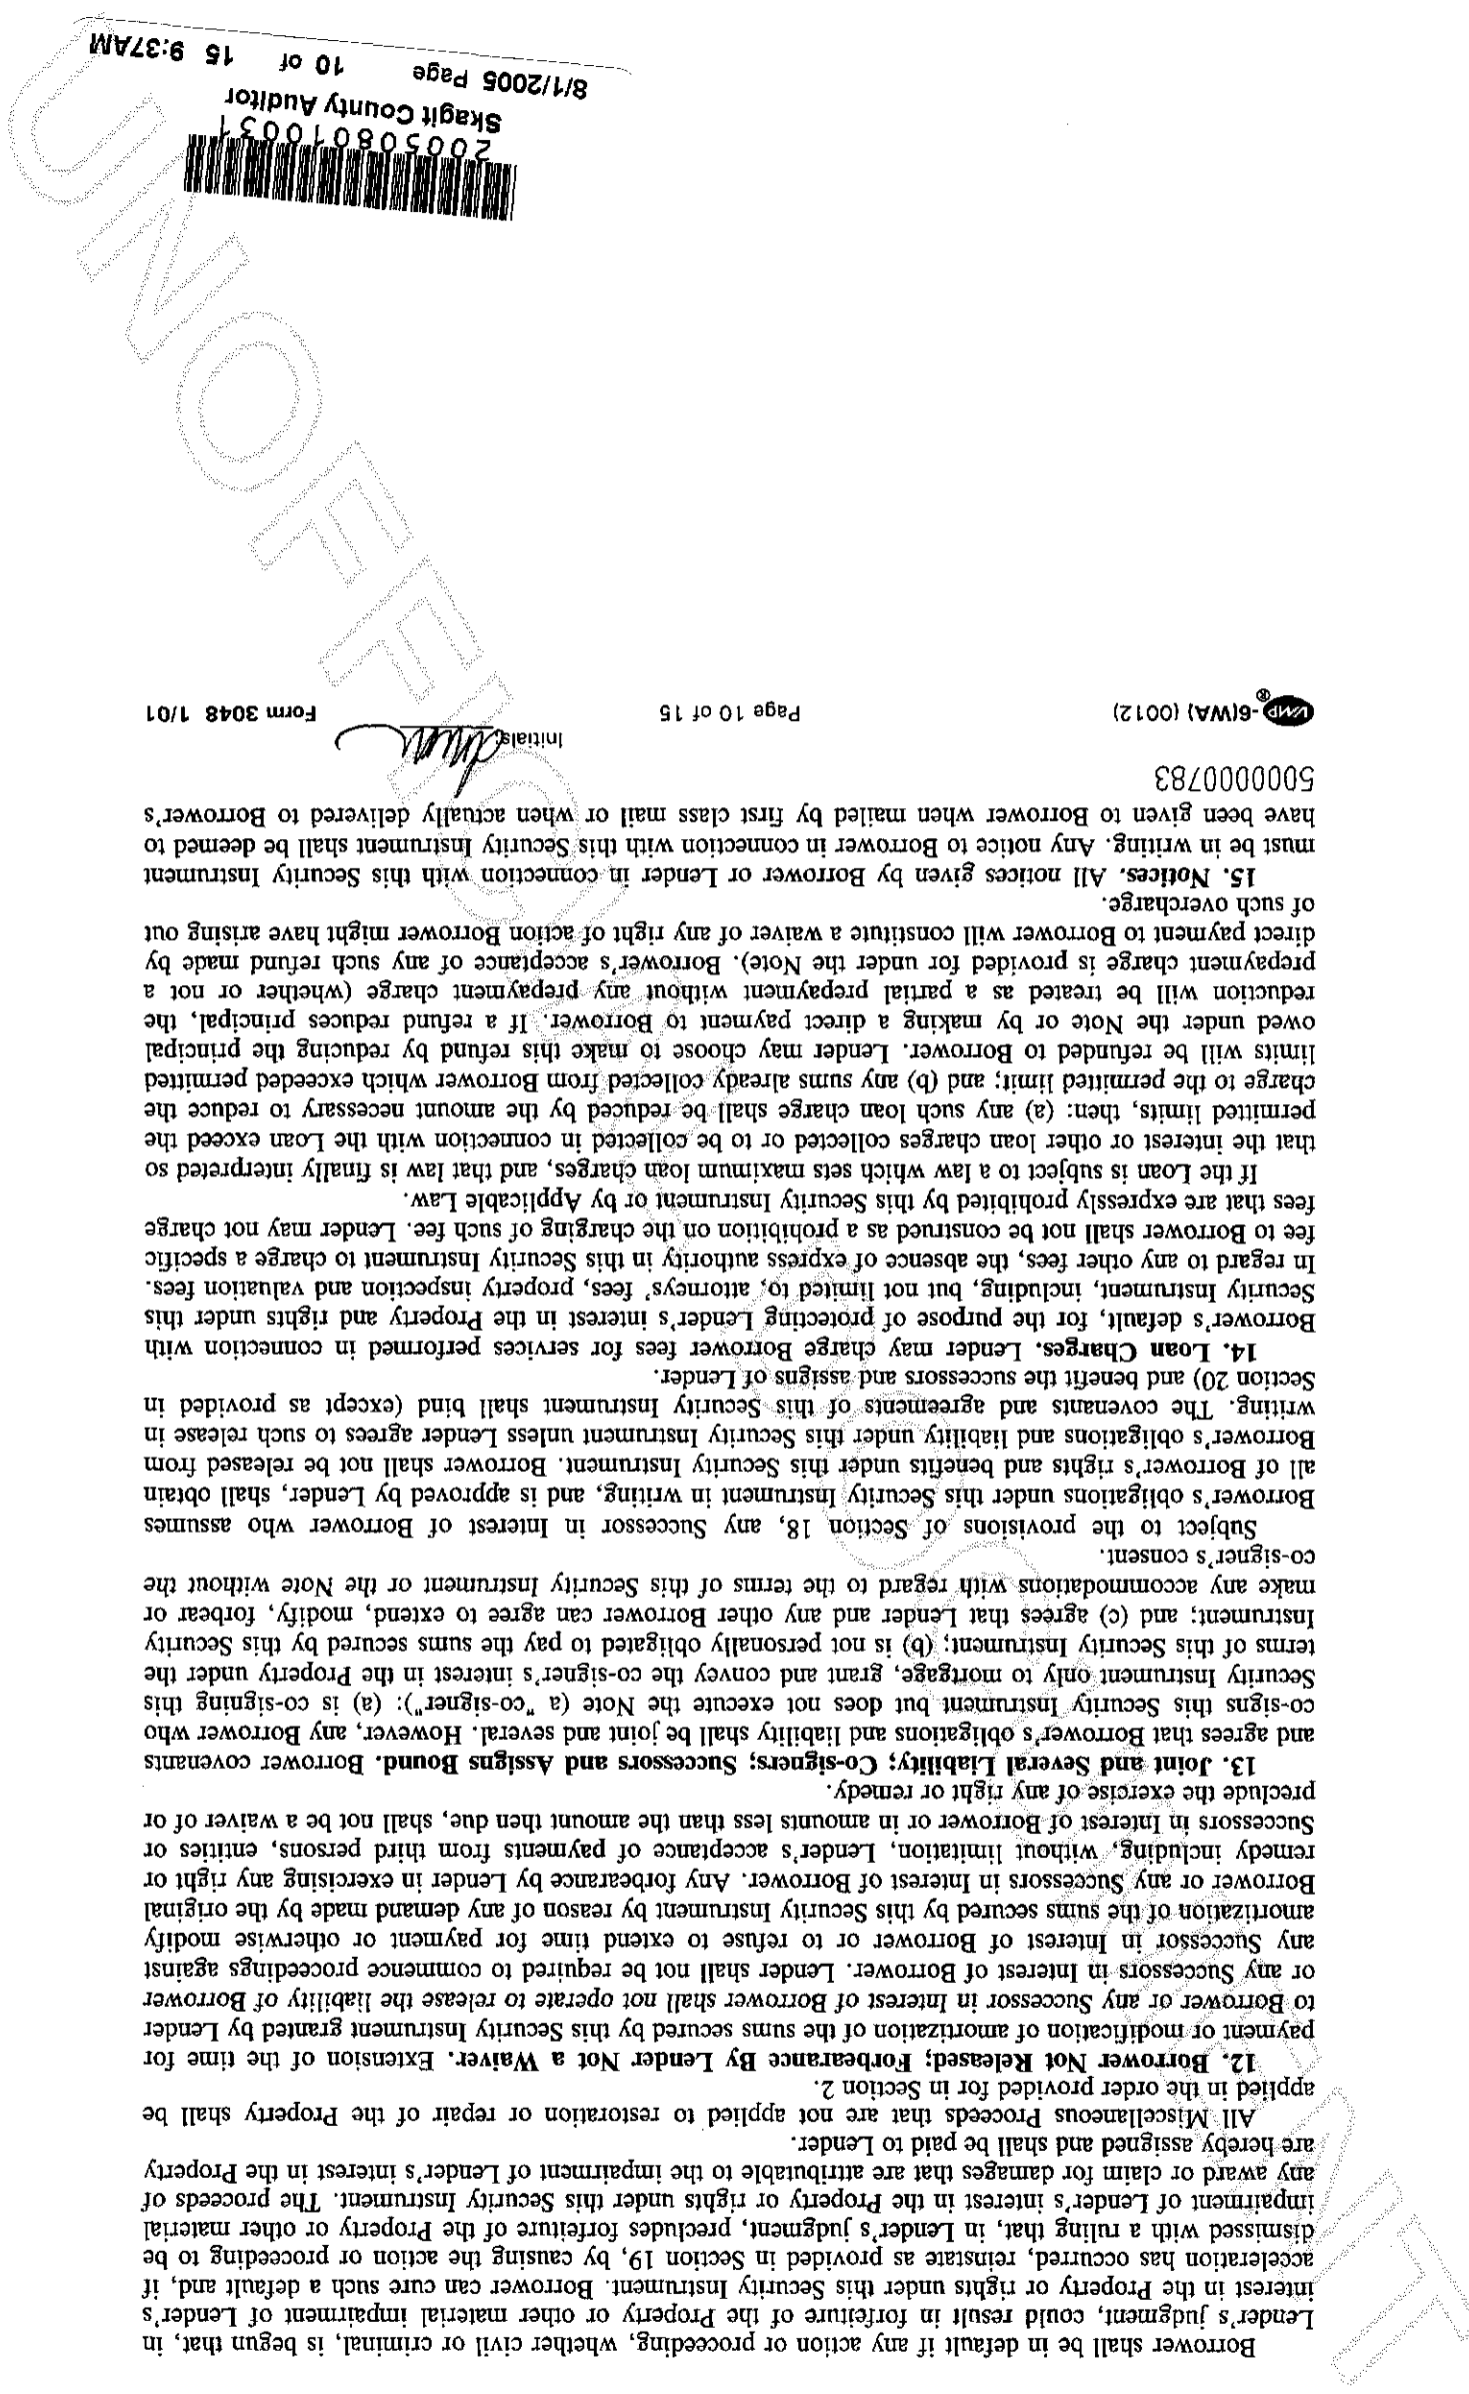 Borrower shall be in default if any action or proceeding, whether civil or criminal, is begun that, in
Lender's judgment, could result in forfeiture of the Property or other material impairment of Lender's
interest in the Property or rights under this Security Instrument. Borrower can cure such a default and, if
acceleration has occurred, reinstate as provided in Section 19, by causing the action or proceeding to be
dismissed with a ruling that, in Lender's judgment, precludes forfeiture of the Property or other material
impairment of Lender's interest in the Property or rights under this Security Instrument. The proceeds of
any award or claim for damages that are attributable to the impairment of Lender's interest in the Property
are hereby assigned and shall be paid to Lender.
All Miscellaneous Proceeds that are not applied to restoration or repair of the Property shall be
applied in the order provided for in Section 2.
12. Borrower Not Released; Forbearance By Lender Not a Waiver. Extension of the time for
payment or modification of amortization of the sums secured by this Security Instrument granted by Lender
to Borrower or any Successor in Interest of Borrower shall not operate to release the liability of Borrower
or any Successors in Interest of Borrower. Lender shall not be required to commence proceedings against
any Successor in Interest of Borrower or to refuse to extend time for payment or otherwise modify
amortization of the sums secured by this Security Instrument by reason of any demand made by the original
Borrower or any Successors in Interest of Borrower. Any forbearance by Lender in exercising any right or
remedy including, without limitation, Lender's acceptance of payments from third persons, entities or
Successors in Interest of Borrower or in amounts less than the amount then due, shall not be a waiver of or
preclude the exercise of any right or remedy.
13. Joint and Several Liability; Co-signers; Successors and Assigns Bound. Borrower covenants
and agrees that Borrower's obligations and liability shall be joint and several. However, any Borrower who
co-signs this Security Instrument but does not execute the Note (a "co-signer"): (a) is co-signing this
Security Instrument only to mortgage, grant and convey the co-signer's interest in the Property under the
terms of this Security Instrument; (b) is not personally obligated to pay the sums secured by this Security
Instrument; and (c) agrees that Lender and any other Borrower can agree to extend, modify, forbear or
make any accommodations with regard to the terms of this Security Instrument or the Note without the
co-signer's consent.
Subject to the provisions of Section 18, any Successor in Interest of Borrower who assumes
Borrower's obligations under this Security Instrument in writing, and is approved by Lender, shall obtain
all of Borrower's rights and benefits under this Security Instrument. Borrower shall not be released from
Borrower's obligations and liability under this Security Instrument unless Lender agrees to such release in
writing. The covenants and agreements of this Security Instrument shall bind (except as provided in
Section 20) and benefit the successors and assigns of Lender.
14. Loan Charges. Lender may charge Borrower fees for services performed in connection with
Borrower's default, for the purpose of protecting Lender's interest in the Property and rights under this
Security Instrument, including, but not limited to, attorneys' fees, property inspection and valuation fees.
In regard to any other fees, the absence of express authority in this Security Instrument to charge a specific
fee to Borrower shall not be construed as a prohibition on the charging of such fee. Lender may not charge
fees that are expressly prohibited by this Security Instrument or by Applicable Law.
If the Loan is subject to a law which sets maximum loan charges, and that law is finally interpreted so
that the interest or other loan charges collected or to be collected in connection with the Loan exceed the
permitted limits, then: (a) any such loan charge shall be reduced by the amount necessary to reduce the
charge to the permitted limit; and (b) any sums already collected from Borrower which exceeded permitted
limits will be refunded to Borrower. Lender may choose to make this refund by reducing the principal
owed under the Note or by making a direct payment to Borrower. If a refund reduces principal, the
reduction will be treated as a partial prepayment without any prepayment charge (whether or not a
prepayment charge is provided for under the Note). Borrower's acceptance of any such refund made by
direct payment to Borrower will constitute a waiver of any right of action Borrower might have arising out
of such overcharge.
15. Notices. All notices given by Borrower or Lender in connection with this Security Instrument
must be in writing. Any notice to Borrower in connection with this Security Instrument shall be deemed to
have been given to Borrower when mailed by first class mail or when actually delivered to Borrower's
5000000783
Initials:
VMP®-6(WA) (0012) Page 10 of 15 Form 3048 1/01
200508010031
Skagit County Auditor
8/1/2005 Page 10 of 15 9:37AM
UNOFFICIAL DOCUMENT